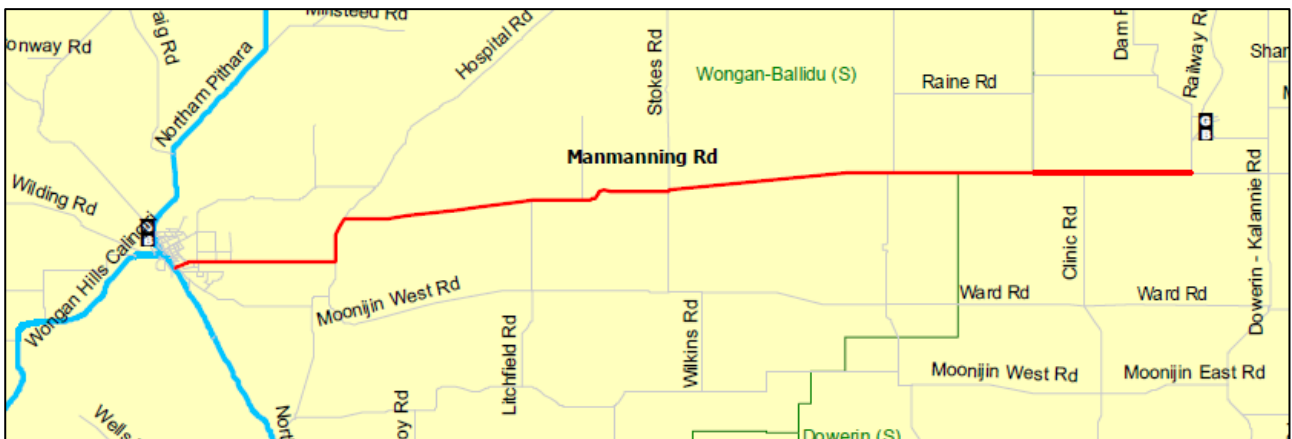 Minsteed Rd
onway Rd
aig Rd
Hospital Rd
Dam R
Railway Rd
Shar
Northam Pithara
Stokes Rd
Wongan-Ballidu (S)
Raine Rd
Manmanning Rd
Wilding Rd
Dowerin - Kalannie Rd
Clinic Rd
Wongan Hills Calingiri
Moonijin West Rd
Ward Rd
Ward Rd
Litchfield Rd
Wilkins Rd
Moonijin West Rd
Moonijin East Rd
Wells
Nort
oy Rd
Dowerin (S)